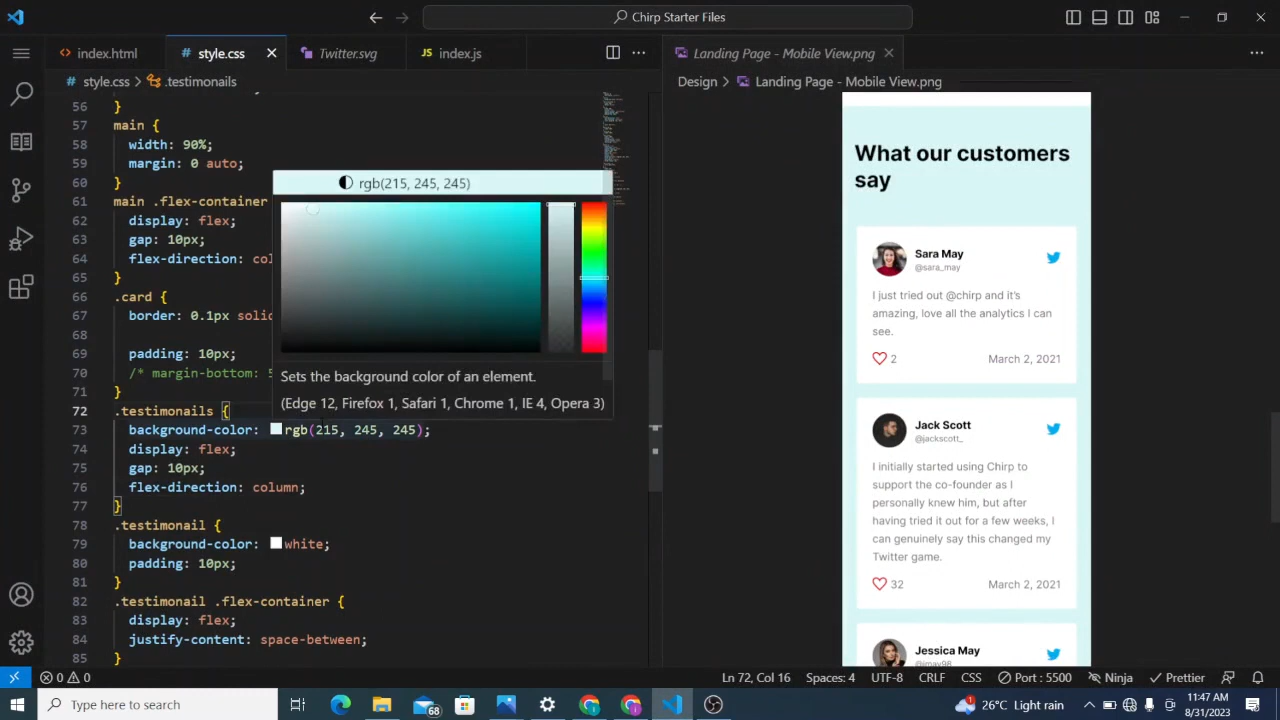 Chirp Starter Files
index.html
style.css
Twitter.svg
index.js
Landing Page - Mobile View.png
style.css > .testimonails
Design > Landing Page - Mobile View.png
56 }
57 main {
58 width: 90%;
59 margin: 0 auto;
60 }
61 main .flex-container
62 display: flex;
63 gap: 10px;
64 flex-direction: col
65 }
66 .card {
67 border: 0.1px solid
68
69 padding: 10px;
70 /* margin-bottom: 5
71 }
72 .testimonails {
73 background-color: rgb(215, 245, 245);
74 display: flex;
75 gap: 10px;
76 flex-direction: column;
77 }
78 .testimonail {
79 background-color: white;
80 padding: 10px;
81 }
82 .testimonail .flex-container {
83 display: flex;
84 justify-content: space-between;
85 }
rgb(215, 245, 245)
Sets the background color of an element.
(Edge 12, Firefox 1, Safari 1, Chrome 1, IE 4, Opera 3)
What our customers
say
Sara May
@sara_may
I just tried out @chirp and it's
amazing, love all the analytics I can
see.
2 March 2, 2021
Jack Scott
@jackscott_
I initially started using Chirp to
support the co-founder as I
personally knew him, but after
having tried it out for a few weeks, I
can genuinely say this changed my
Twitter game.
32 March 2, 2021
Jessica May
@jmay98
0 0
Ln 72, Col 16 Spaces: 4 UTF-8 CRLF CSS Port : 5500 Ninja Prettier
Type here to search
68
1
26°C Light rain
11:47 AM
8/31/2023